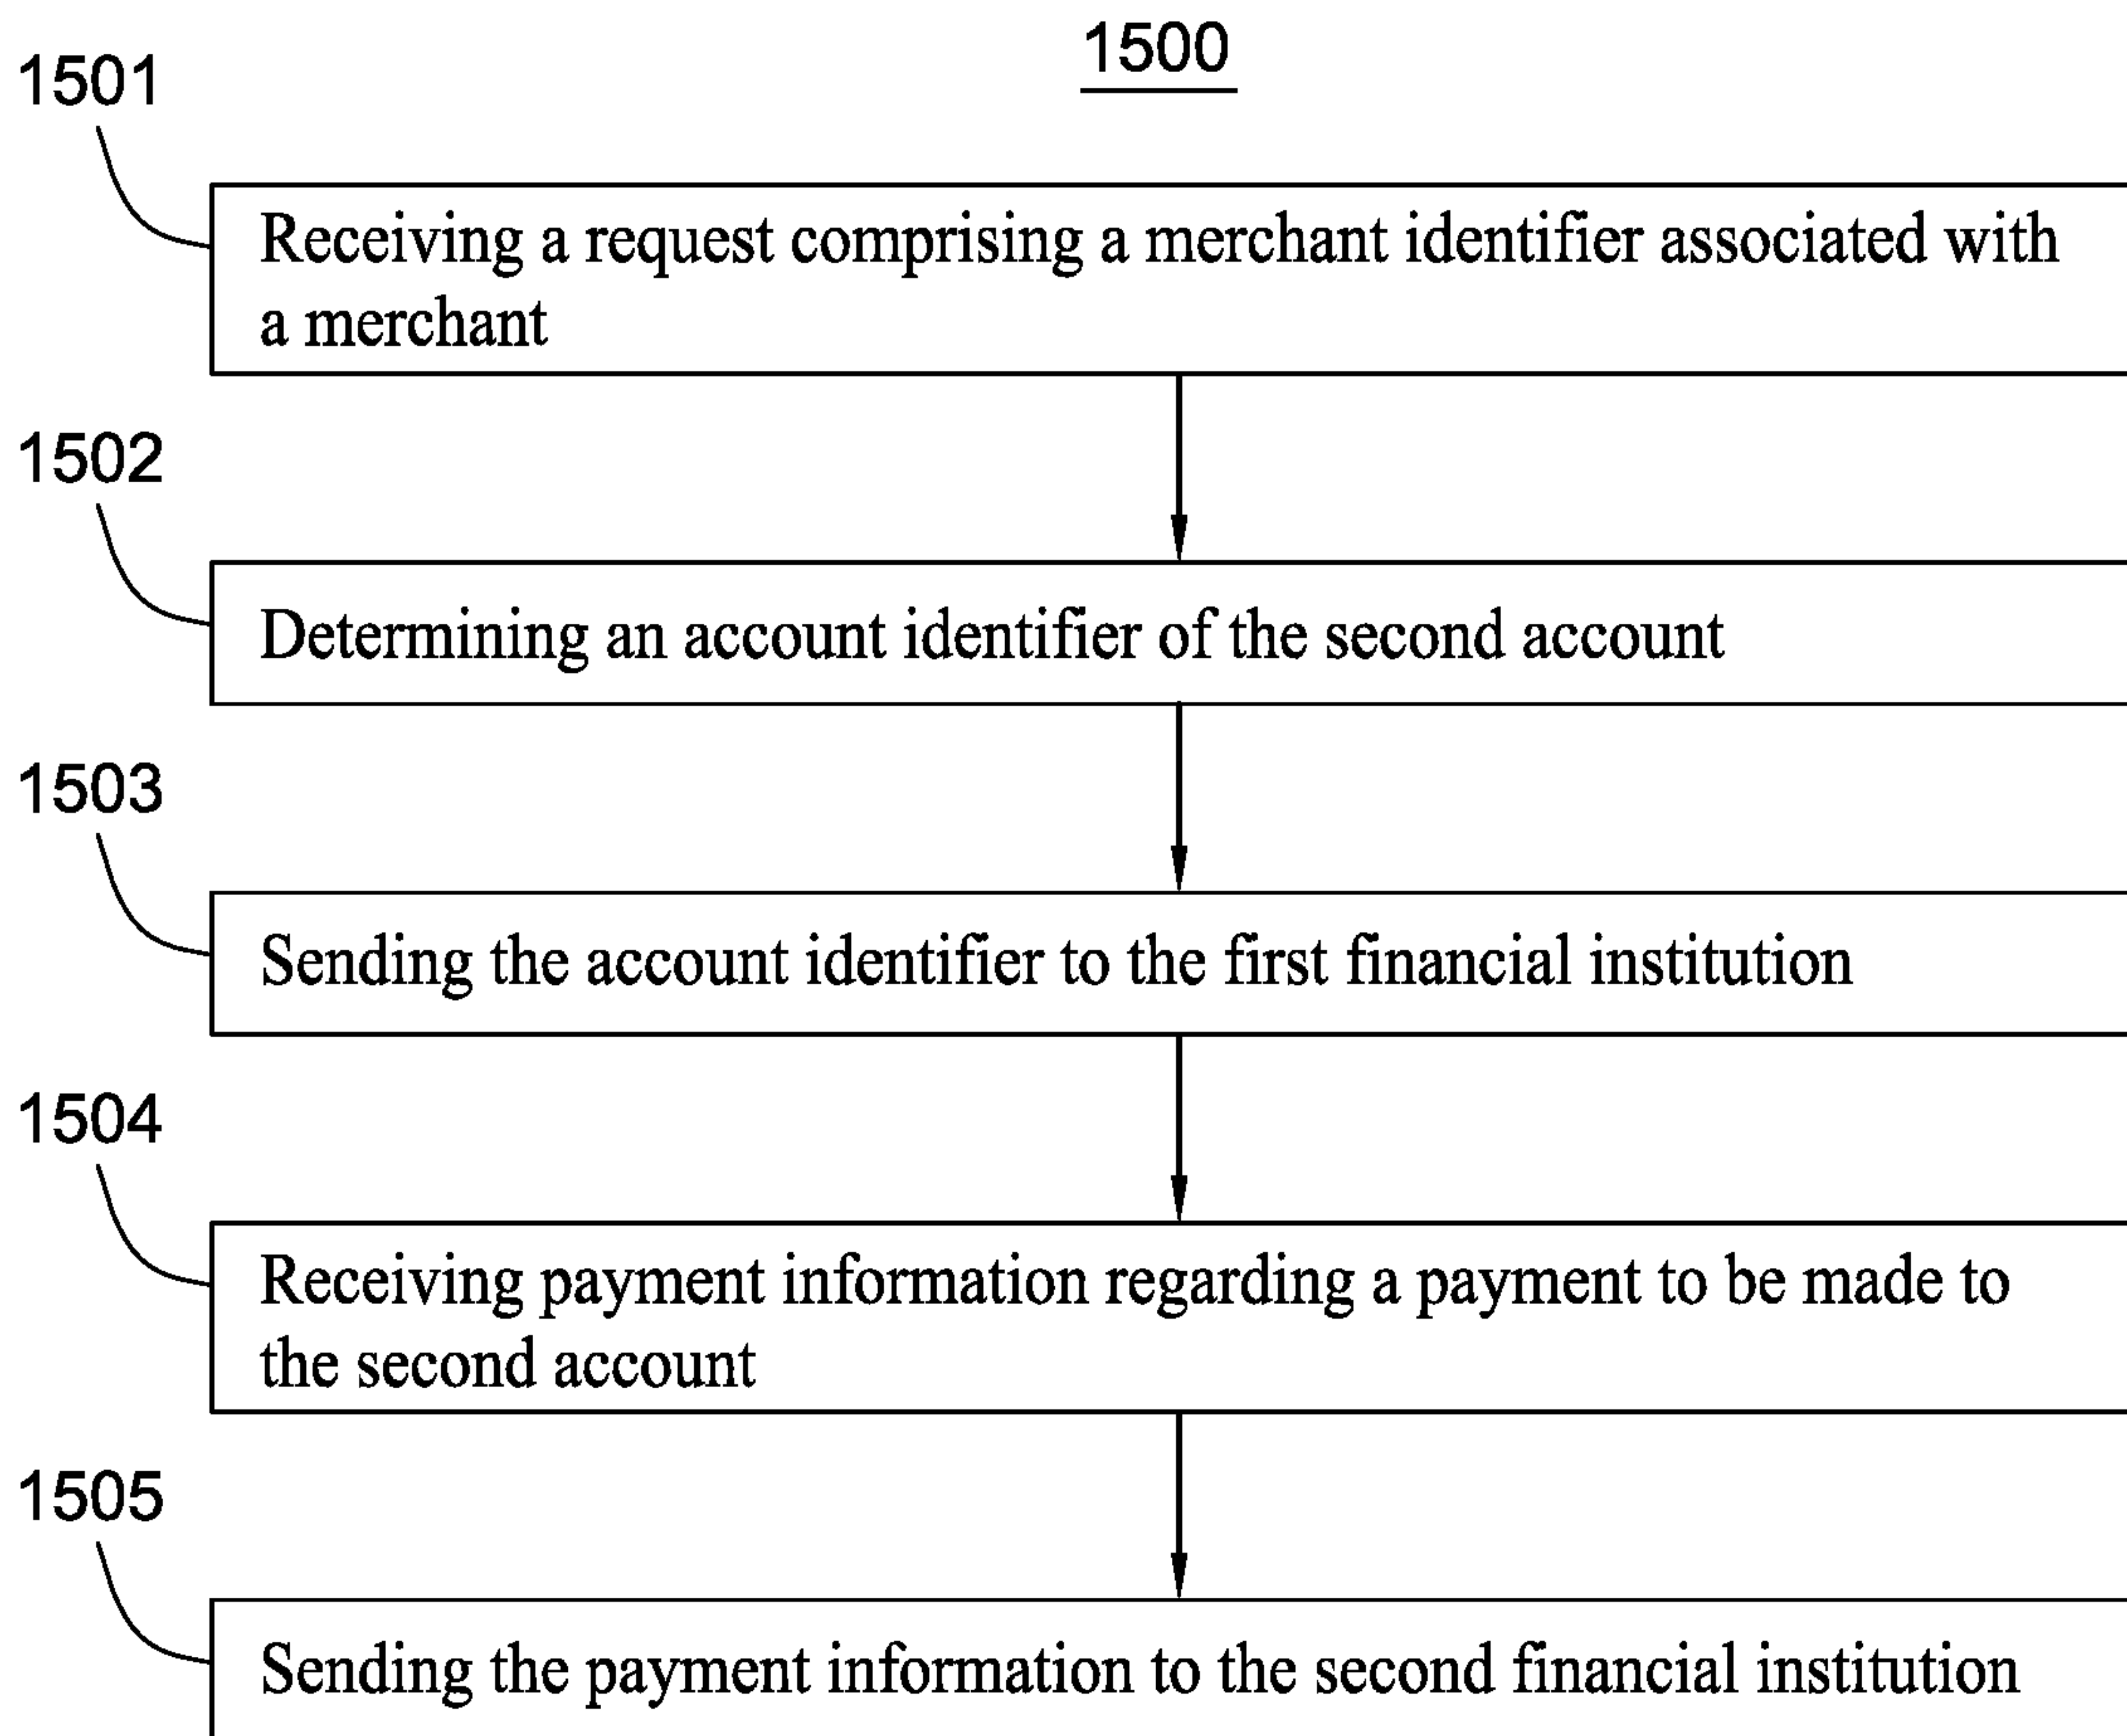 1500
1501
Receiving a request comprising a merchant identifier associated with
a merchant
1502
Determining an account identifier of the second account
1503
Sending the account identifier to the first financial institution
1504
Receiving payment information regarding a payment to be made to
the second account
1505
Sending the payment information to the second financial institution